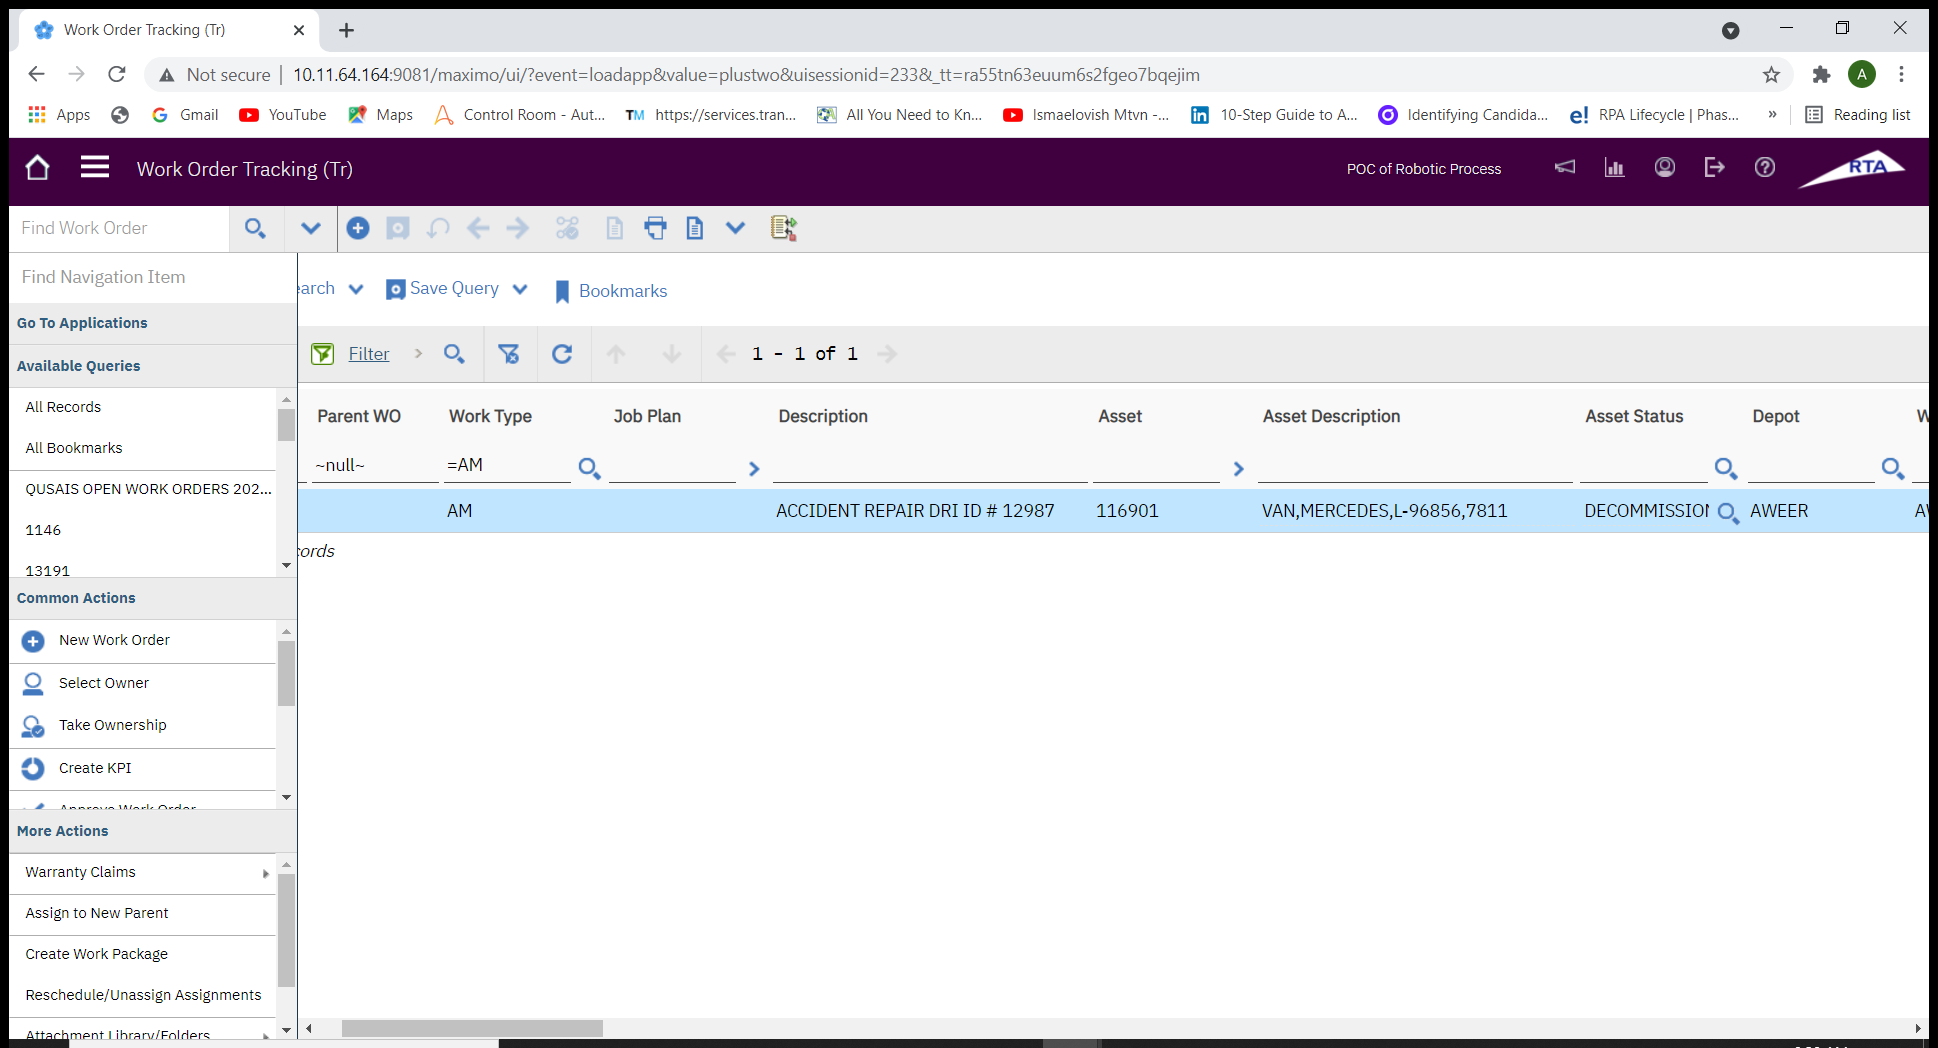 Work Order Tracking (Tr)
Not secure | 10.11.64.164:9081/maximo/ui/?event=loadapp&value=plustwo&uisessionid=233&_tt=ra55tn63euum6s2fgeo7bqejim
A
Apps Gmail YouTube Maps Control Room - Aut... TM https://services.tran... All You Need to Kn... Ismaelovish Mtvn -... in 10-Step Guide to A... Identifying Candida... e! RPA Lifecycle | Phas... » Reading list
Work Order Tracking (Tr) POC of Robotic Process RTA
Find Work Order
Find Navigation Item
earch Save Query Bookmarks
Go To Applications
Filter 1 - 1 of 1
Available Queries
All Records
All Bookmarks
QUSAIS OPEN WORK ORDERS 202...
1146
13191
Parent WO Work Type Job Plan Description Asset Asset Description Asset Status Depot W
~null~ =AM
AM ACCIDENT REPAIR DRI ID # 12987 116901 VAN,MERCEDES,L-96856,7811 DECOMMISSION AWEER AW
cords
Common Actions
New Work Order
Select Owner
Take Ownership
Create KPI
Approve Work Order
More Actions
Warranty Claims
Assign to New Parent
Create Work Package
Reschedule/Unassign Assignments
Attachment Library/Folders